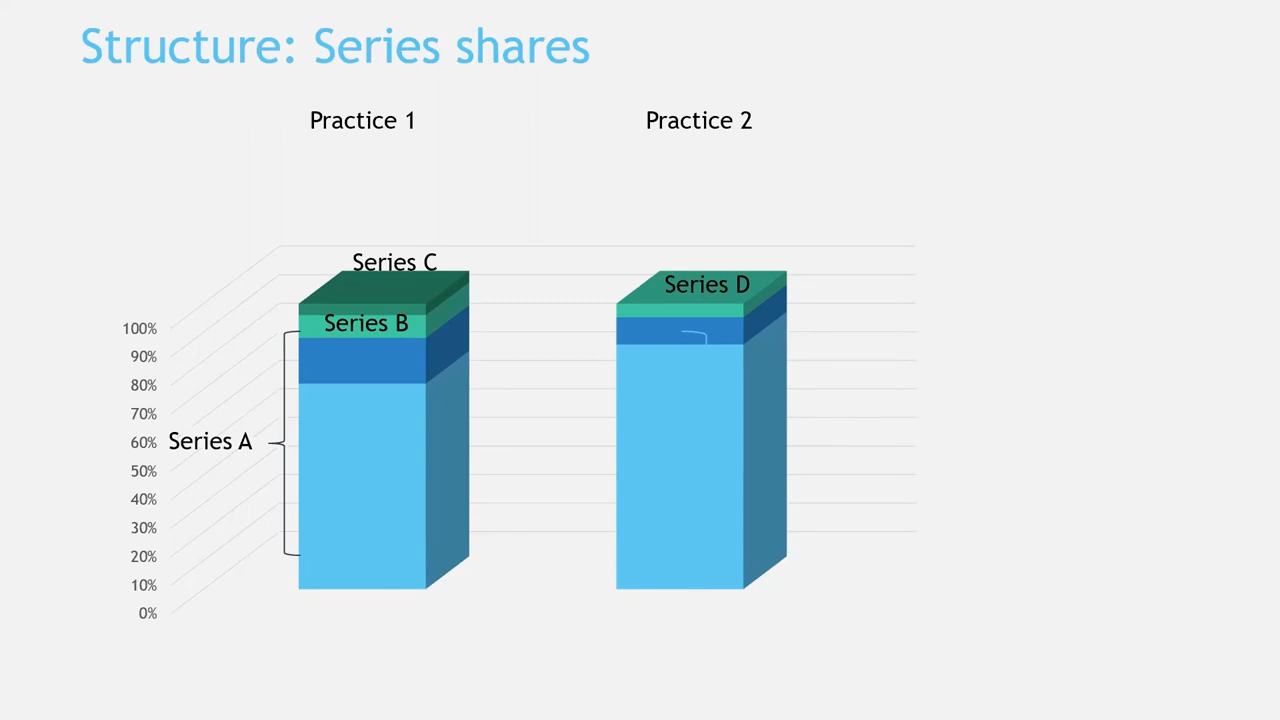 Structure: Series shares
Practice 1
Practice 2
Series C
Series D
Series B
100%
90%
80%
70%
60%
Series A
50%
40%
30%
20%
10%
0%